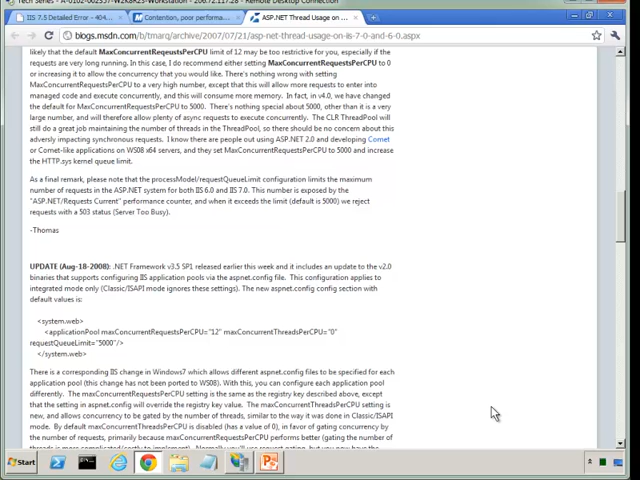 IIS 7.5 Detailed Error - 404...
Contention, poor performa...
ASP.NET Thread Usage on ...
blogs.msdn.com/b/tmarq/archive/2007/07/21/asp-net-thread-usage-on-iis-7-0-and-6-0.aspx
likely that the default MaxConcurrentReqeustsPerCPU limit of 12 may be too restrictive for you, especially if the
requests are very long running. In this case, I do recommend either setting MaxConcurrentRequestsPerCPU to 0
or increasing it to allow the concurrency that you would like. There's nothing wrong with setting
MaxConcurrentRequestsPerCPU to a very high number, except that this will allow more requests to enter into
managed code and execute concurrently, and this will consume more memory. In fact, in v4.0, we have changed
the default for MaxConcurrentRequestsPerCPU to 5000. There's nothing special about 5000, other than it is a very
large number, and will therefore allow plenty of async requests to execute concurrently. The CLR ThreadPool will
still do a great job maintaining the number of threads in the ThreadPool, so there should be no concern about this
adversly impacting synchronous requests. I know there are people out using ASP.NET 2.0 and developing Comet
or Comet-like applications on WS08 x64 servers, and they set MaxConcurrentRequestsPerCPU to 5000 and increase
the HTTP.sys kernel queue limit.
As a final remark, please note that the processModel/requestQueueLimit configuration limits the maximum
number of requests in the ASP.NET system for both IIS 6.0 and IIS 7.0. This number is exposed by the
"ASP.NET/Requests Current" performance counter, and when it exceeds the limit (default is 5000) we reject
requests with a 503 status (Server Too Busy).
-Thomas
UPDATE (Aug-18-2008): .NET Framework v3.5 SP1 released earlier this week and it includes an update to the v2.0
binaries that supports configuring IIS application pools via the aspnet.config file. This configuration applies to
integrated mode only (Classic/ISAPI mode ignores these settings). The new aspnet.config config section with
default values is:
<system.web>
<applicationPool maxConcurrentRequestsPerCPU="12" maxConcurrentThreadsPerCPU="0"
requestQueueLimit="5000"/>
</system.web>
There is a corresponding IIS change in Windows7 which allows different aspnet.config files to be specified for each
application pool (this change has not been ported to WS08). With this, you can configure each application pool
differently. The maxConcurrentRequestsPerCPU setting is the same as the registry key described above, except
that the setting in aspnet.config will override the registry key value. The maxConcurrentThreadsPerCPU setting is
new, and allows concurrency to be gated by the number of threads, similar to the way it was done in Classic/ISAPI
mode. By default maxConcurrentThreadsPerCPU is disabled (has a value of 0), in favor of gating concurrency by
the number of requests, primarily because maxConcurrentRequestsPerCPU performs better (gating the number of
Start